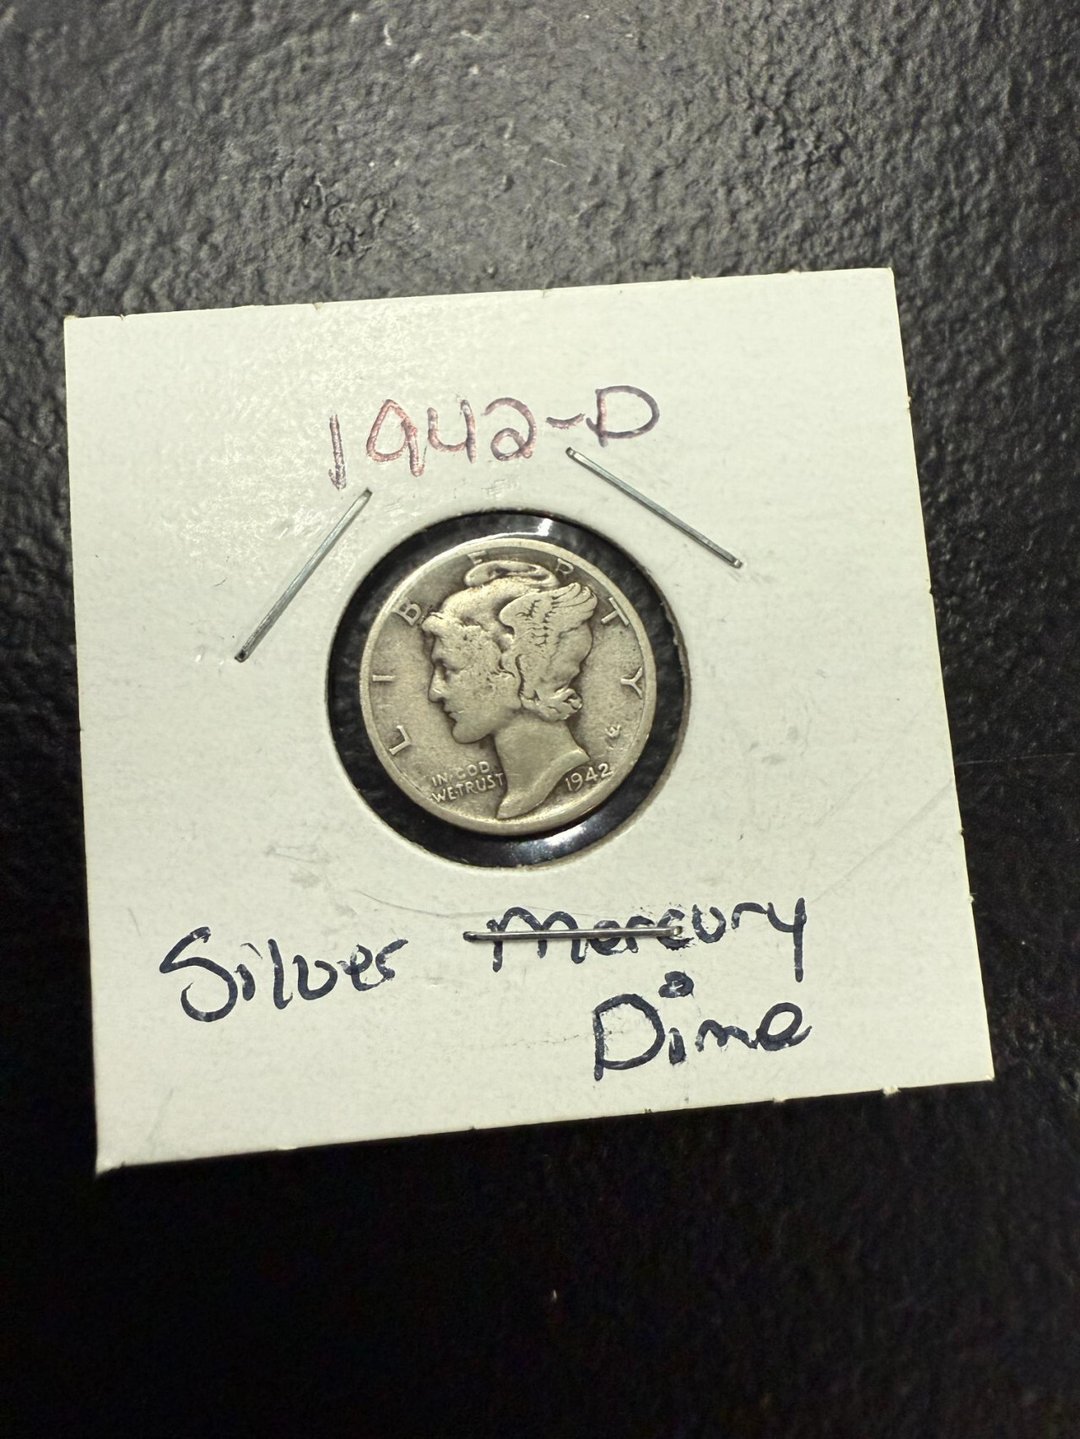 1942-D
LIBERTY
IN GOD
WE TRUST
1942
Silver Mercury
Dime